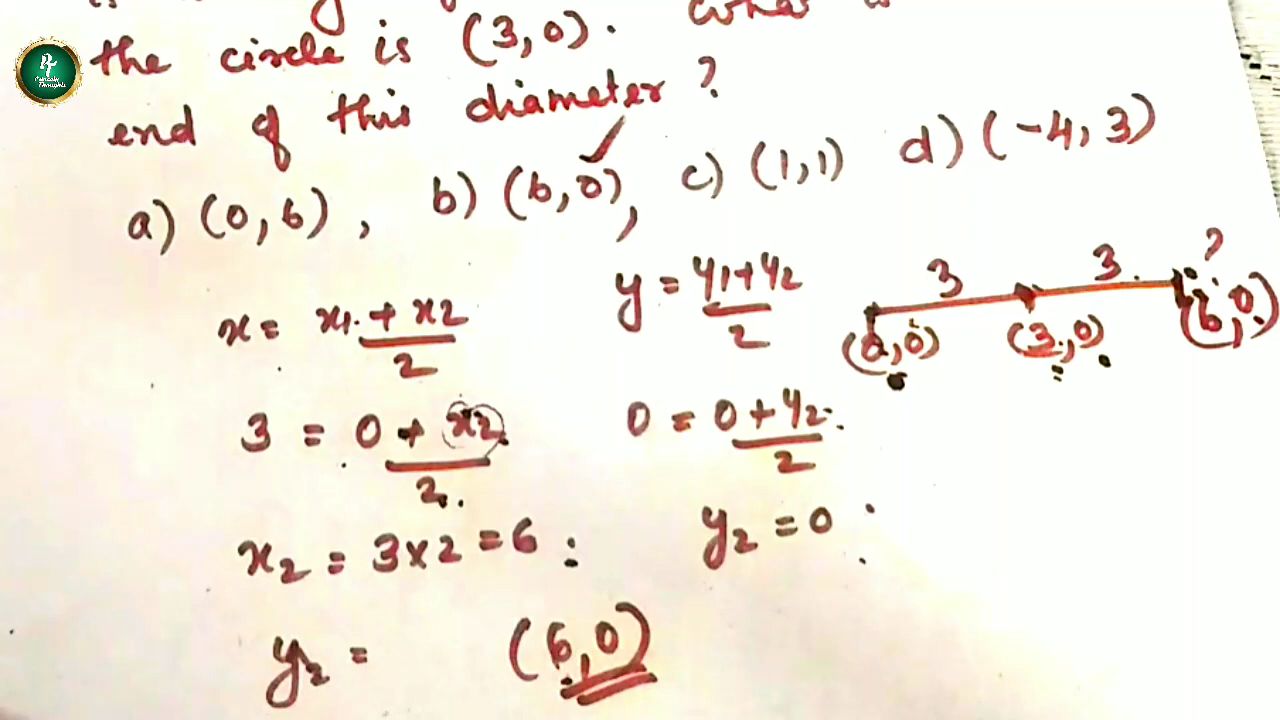 the circle is (3,0). What
end of this diameter?
a) (0,6), b) (6,0), c) (1,1) d) (-4,3)
x = x1 + x2 / 2
y = y1+y2 / 2
3 3 ?
(0,0) (3,0) (6,0)
3 = 0 + x2 / 2
0 = 0 + y2 / 2
x2 = 3×2 = 6
y2 = 0
y2 = (6,0)